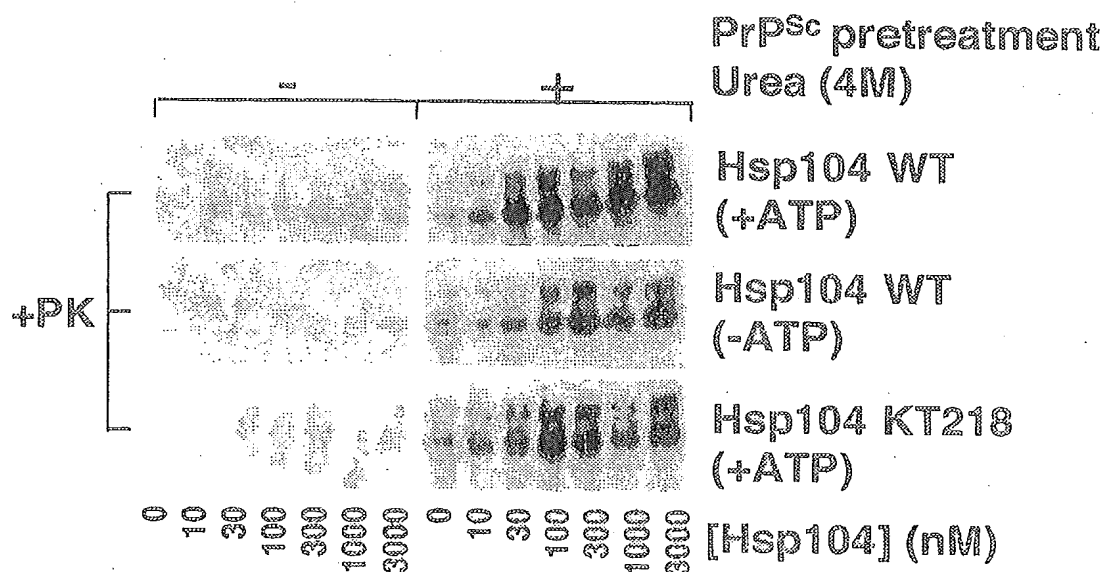 PrPSc pretreatment
Urea (4M)
- +
Hsp104 WT
(+ATP)
Hsp104 WT
(-ATP)
+PK
Hsp104 KT218
(+ATP)
0 10 30 100 300 1000 3000 0 10 30 100 300 1000 3000 [Hsp104] (nM)